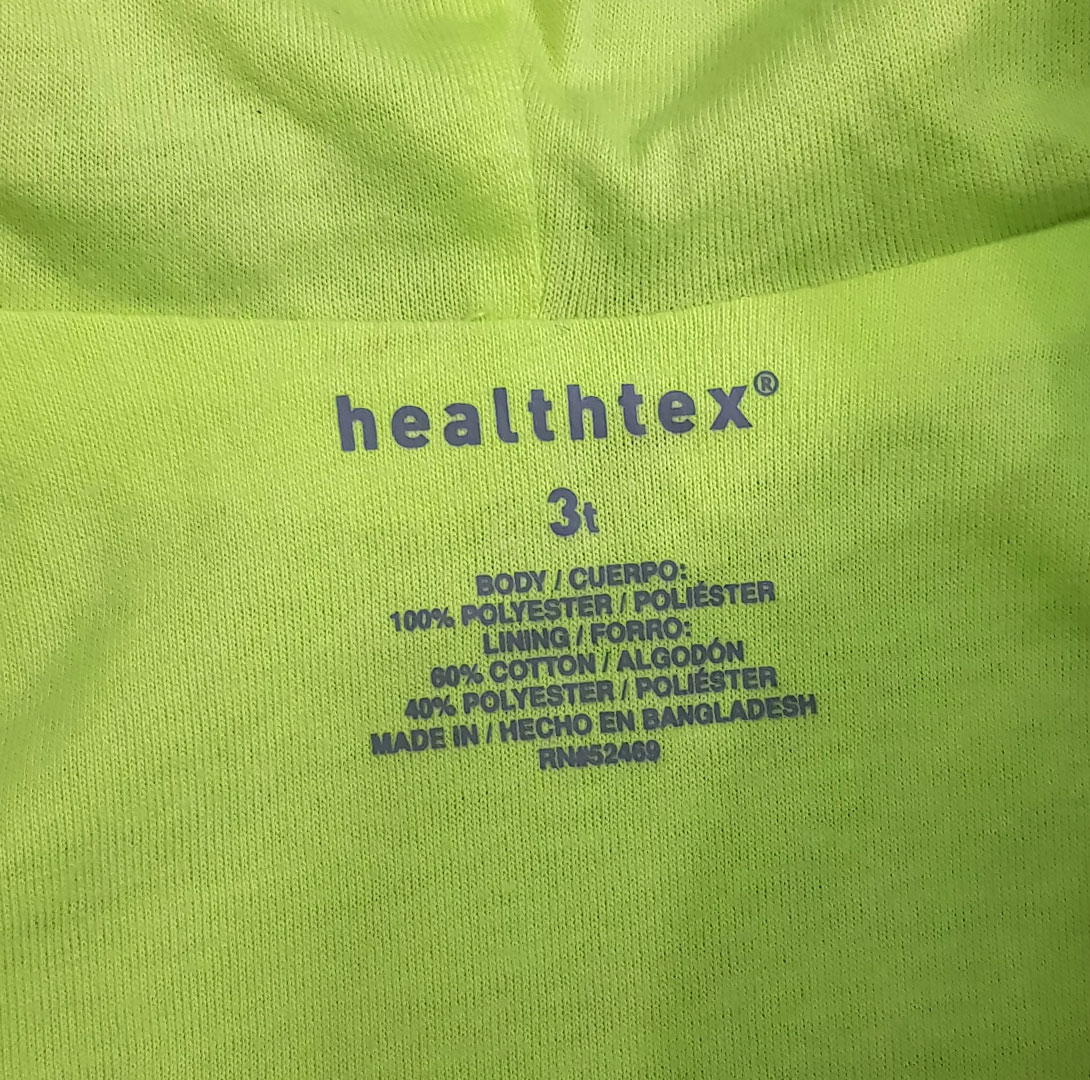 healthtex®
3t
BODY / CUERPO:
100% POLYESTER / POLIÉSTER
LINING / FORRO:
60% COTTON / ALGODÓN
40% POLYESTER / POLIÉSTER
MADE IN / HECHO EN BANGLADESH
RN#52469